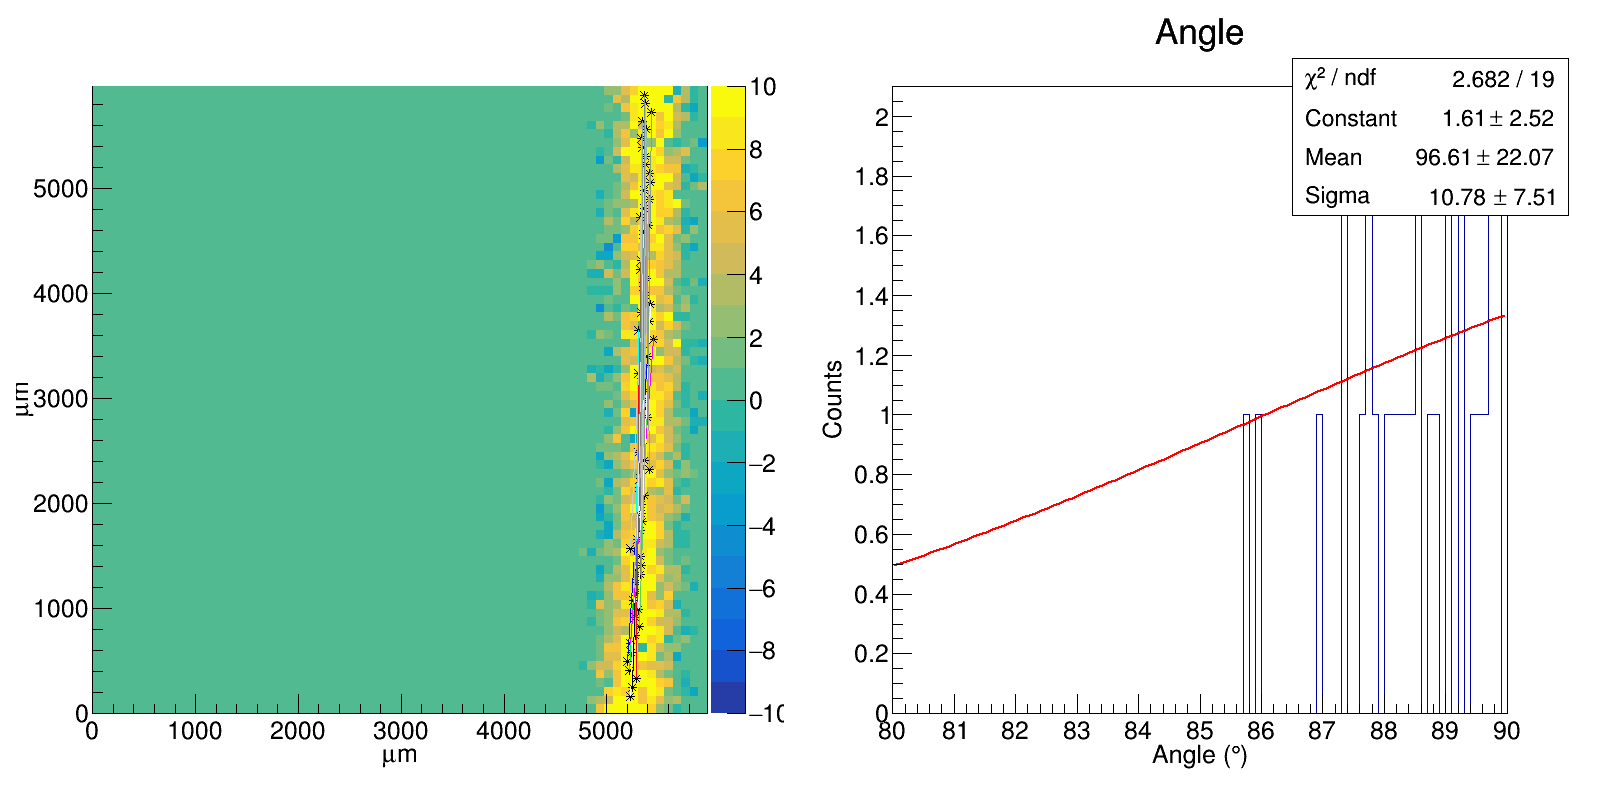 Angle
χ² / ndf 2.682 / 19
Constant 1.61 ± 2.52
Mean 96.61 ± 22.07
Sigma 10.78 ± 7.51
μm
5000
4000
3000
2000
1000
0
0 1000 2000 3000 4000 5000
μm
10
8
6
4
2
0
−2
−4
−6
−8
−10
Counts
2
1.8
1.6
1.4
1.2
1
0.8
0.6
0.4
0.2
0
80 81 82 83 84 85 86 87 88 89 90
Angle (°)